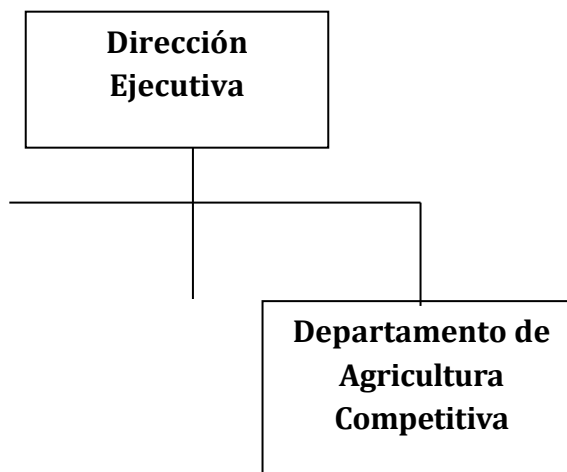 Dirección
Ejecutiva
Departamento de
Agricultura
Competitiva